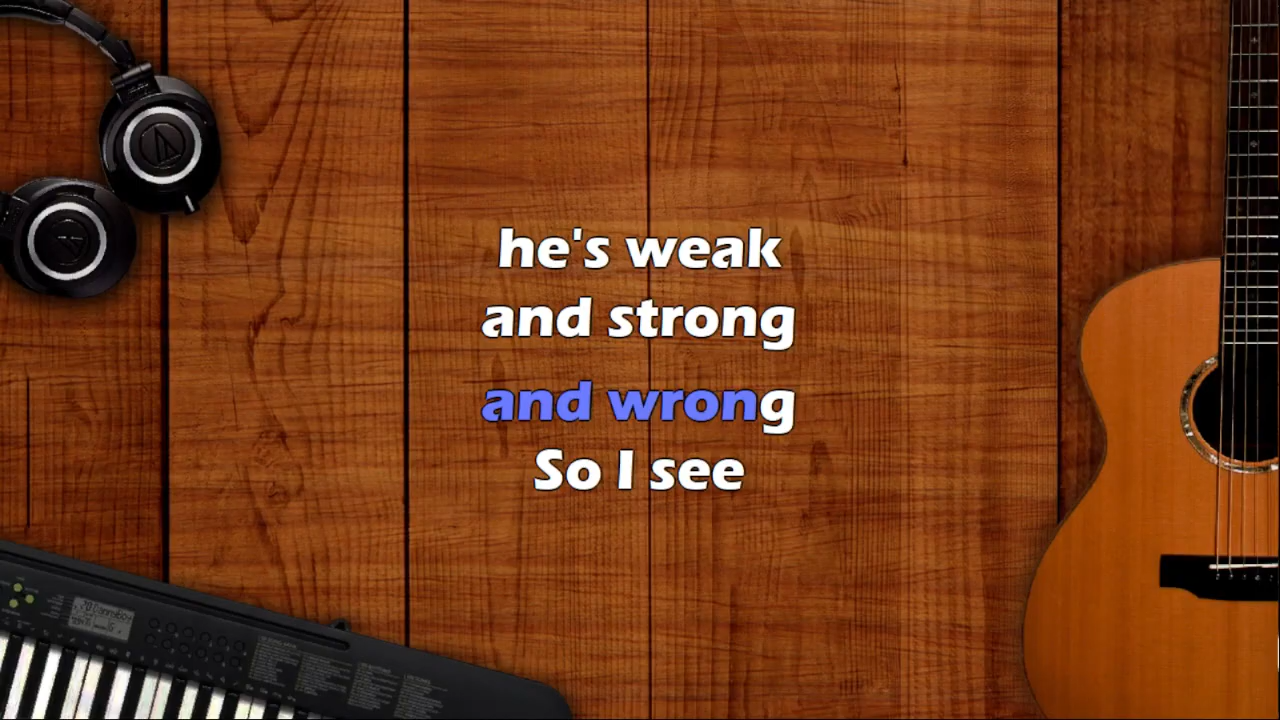 he's weak
and strong
and wrong
So I see